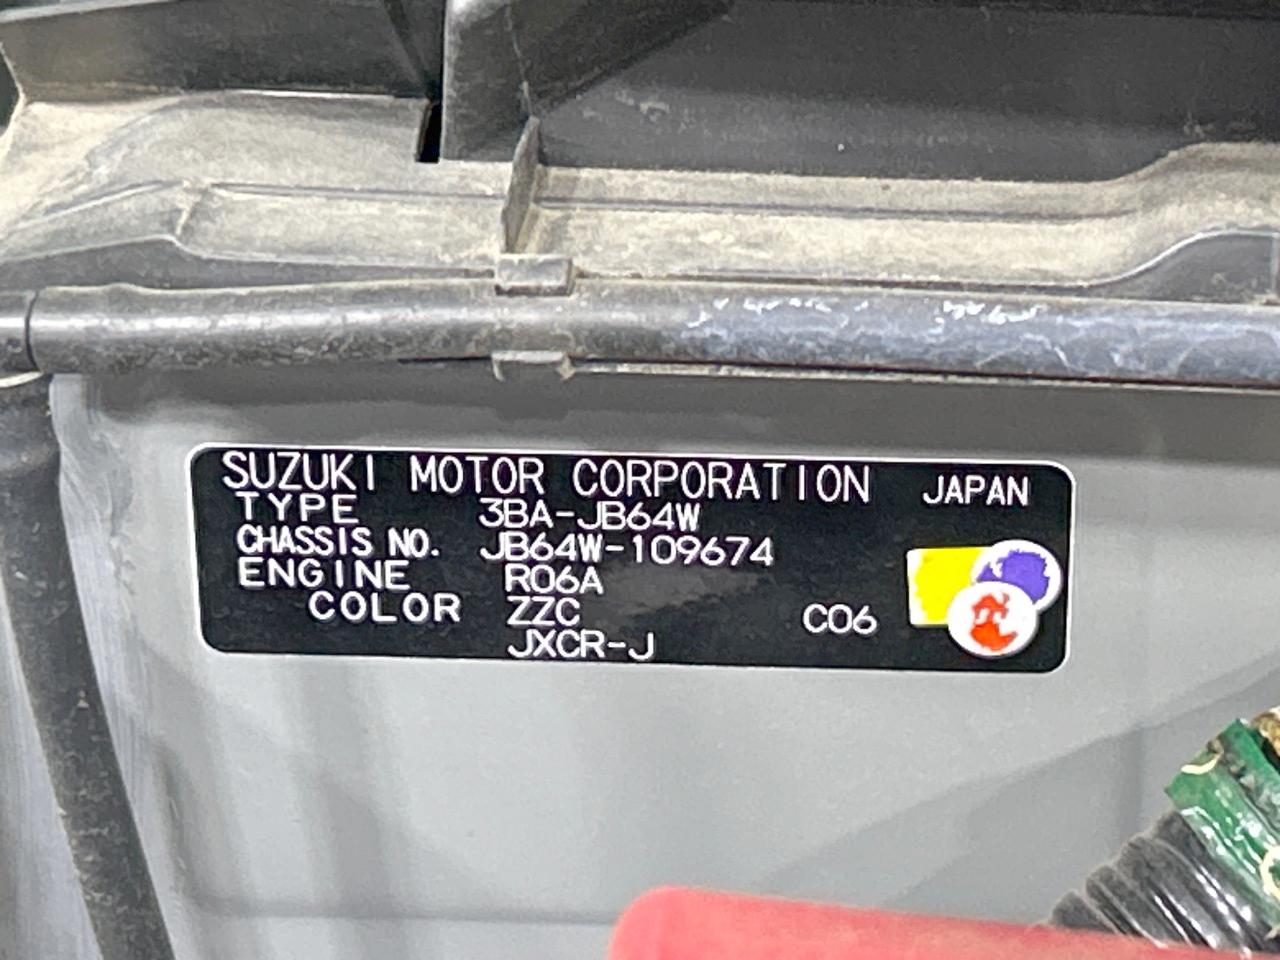 SUZUKI MOTOR CORPORATION JAPAN
TYPE 3BA-JB64W
CHASSIS NO. JB64W-109674
ENGINE R06A
COLOR ZZC C06
JXCR-J